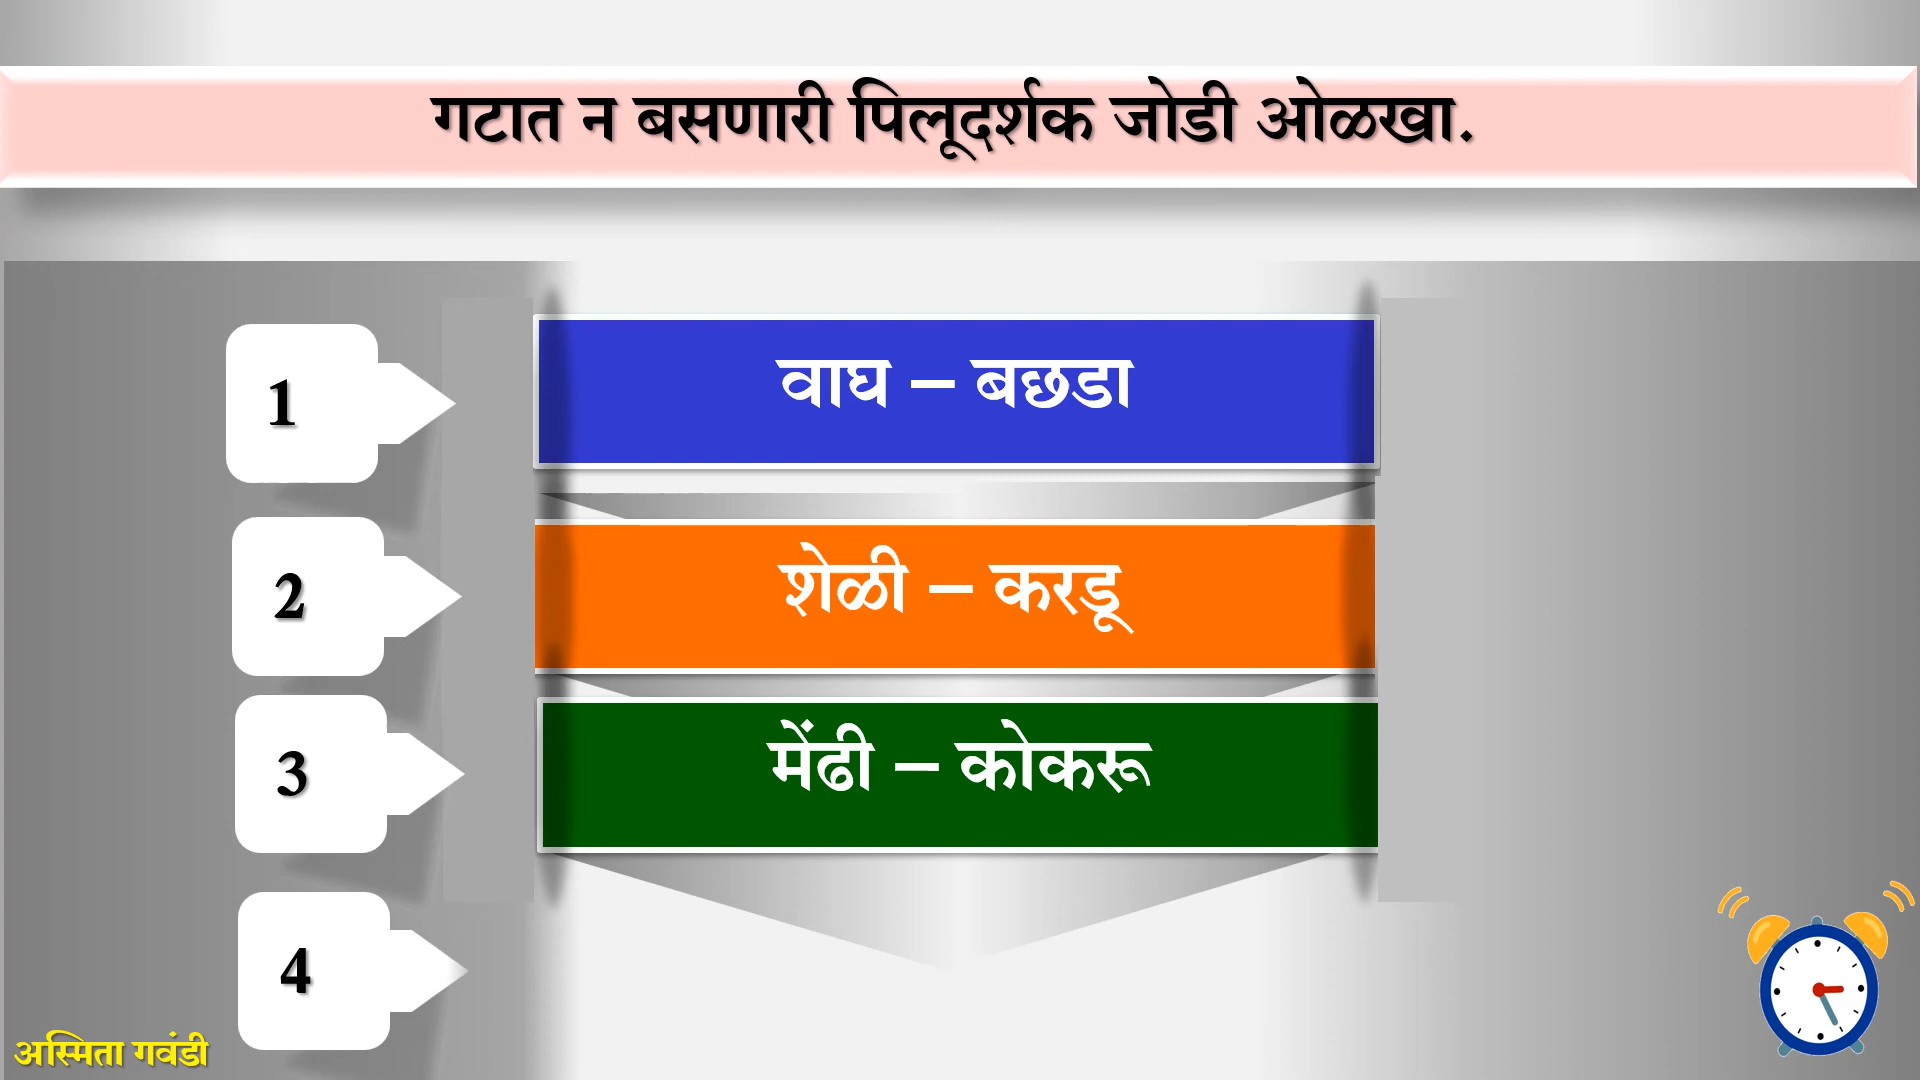 गटात न बसणारी पिलूदर्शक जोडी ओळखा.
1
वाघ – बछडा
2
शेळी – करडू
3
मेंढी – कोकरू
4
अस्मिता गवंडी